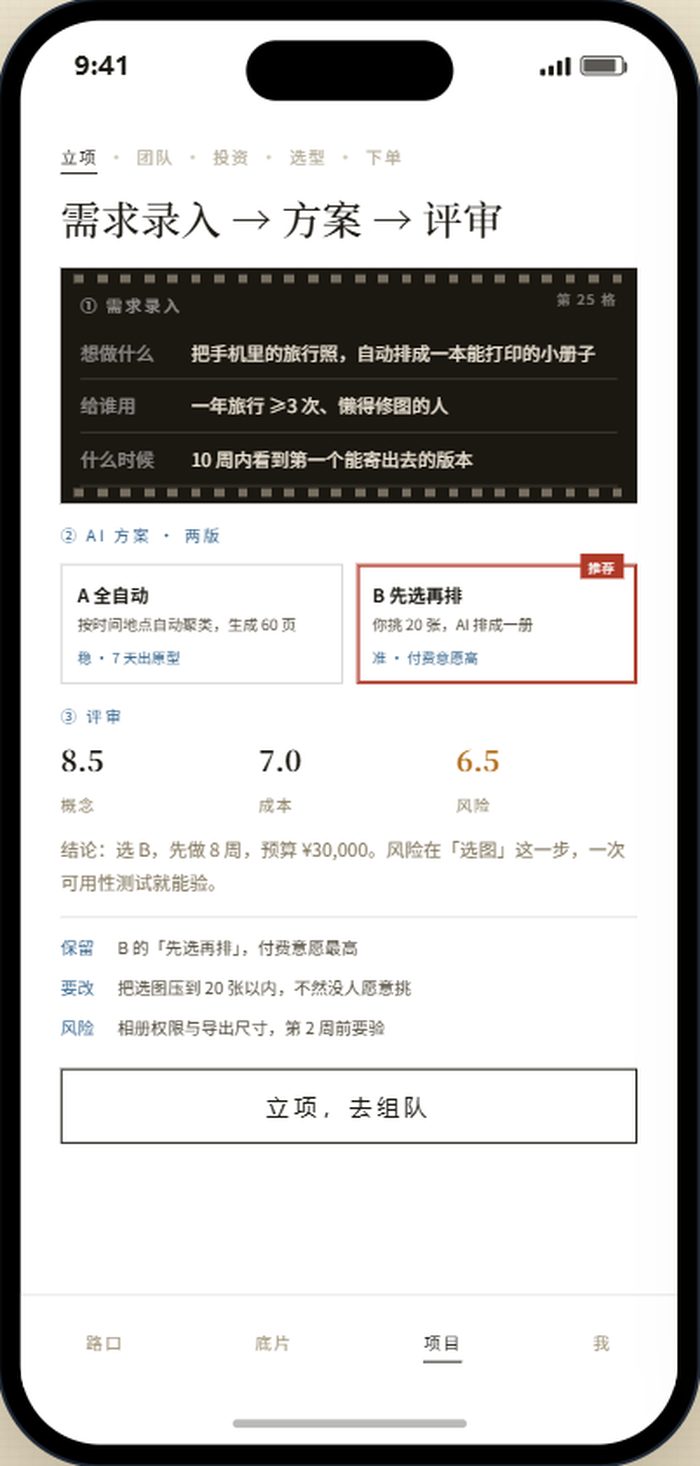 9:41
立项 · 团队 · 投资 · 选型 · 下单
需求录入 → 方案 → 评审
① 需求录入 第 25 格
想做什么 把手机里的旅行照，自动排成一本能打印的小册子
给谁用 一年旅行 ≥3 次、懒得修图的人
什么时候 10 周内看到第一个能寄出去的版本
② AI 方案 · 两版
推荐
A 全自动
按时间地点自动聚类，生成 60 页
稳 · 7 天出原型
B 先选再排
你挑 20 张，AI 排成一册
准 · 付费意愿高
③ 评审
8.5 7.0 6.5
概念 成本 风险
结论：选 B，先做 8 周，预算 ¥30,000。风险在「选图」这一步，一次
可用性测试就能验。
保留 B 的「先选再排」，付费意愿最高
要改 把选图压到 20 张以内，不然没人愿意挑
风险 相册权限与导出尺寸，第 2 周前要验
立项，去组队
路口 底片 项目 我